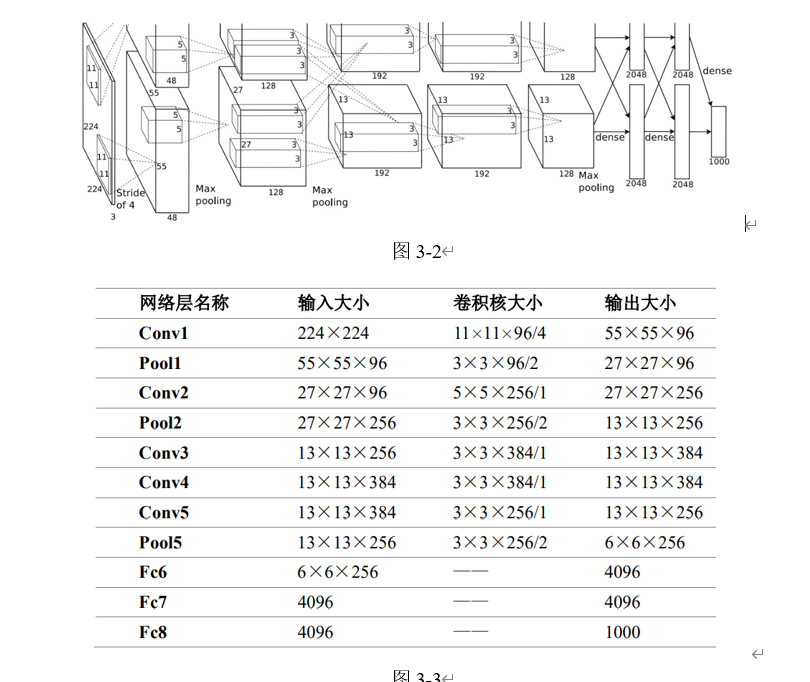 3 3 3 3
5 5 3 3 3
11 11 48 128 192 192 128 2048 2048 dense
55 27 13 13 13
5 5 3 3 3 3
224 11 11 55 27 3 3 13 3 3 13 3 3 13 dense dense 1000
224 Stride of 4 Max pooling 128 Max pooling 192 192 128 Max pooling 2048 2048
3 48
图 3-2
网络层名称 输入大小 卷积核大小 输出大小
Conv1 224×224 11×11×96/4 55×55×96
Pool1 55×55×96 3×3×96/2 27×27×96
Conv2 27×27×96 5×5×256/1 27×27×256
Pool2 27×27×256 3×3×256/2 13×13×256
Conv3 13×13×256 3×3×384/1 13×13×384
Conv4 13×13×384 3×3×384/1 13×13×384
Conv5 13×13×384 3×3×256/1 13×13×256
Pool5 13×13×256 3×3×256/2 6×6×256
Fc6 6×6×256 —— 4096
Fc7 4096 —— 4096
Fc8 4096 —— 1000
图 3-3